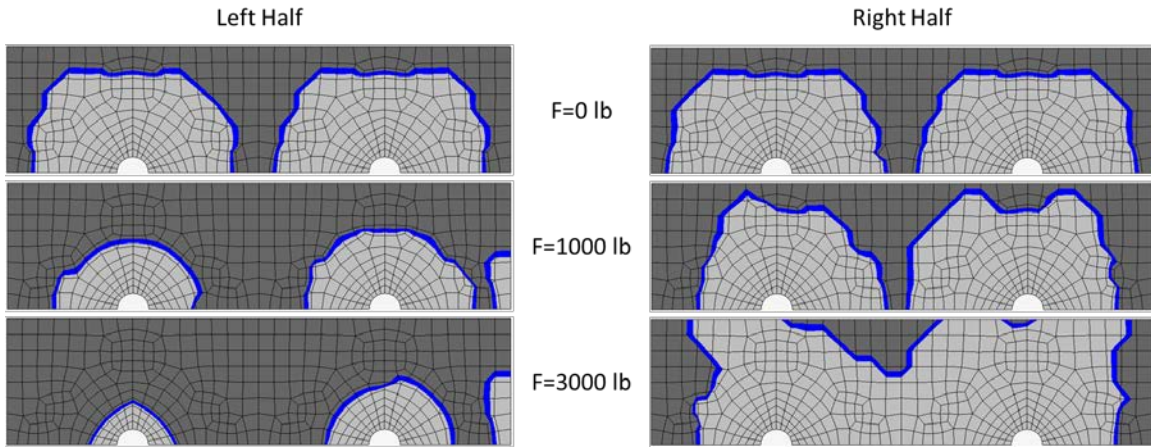 Left Half
Right Half
F=0 lb
F=1000 lb
F=3000 lb